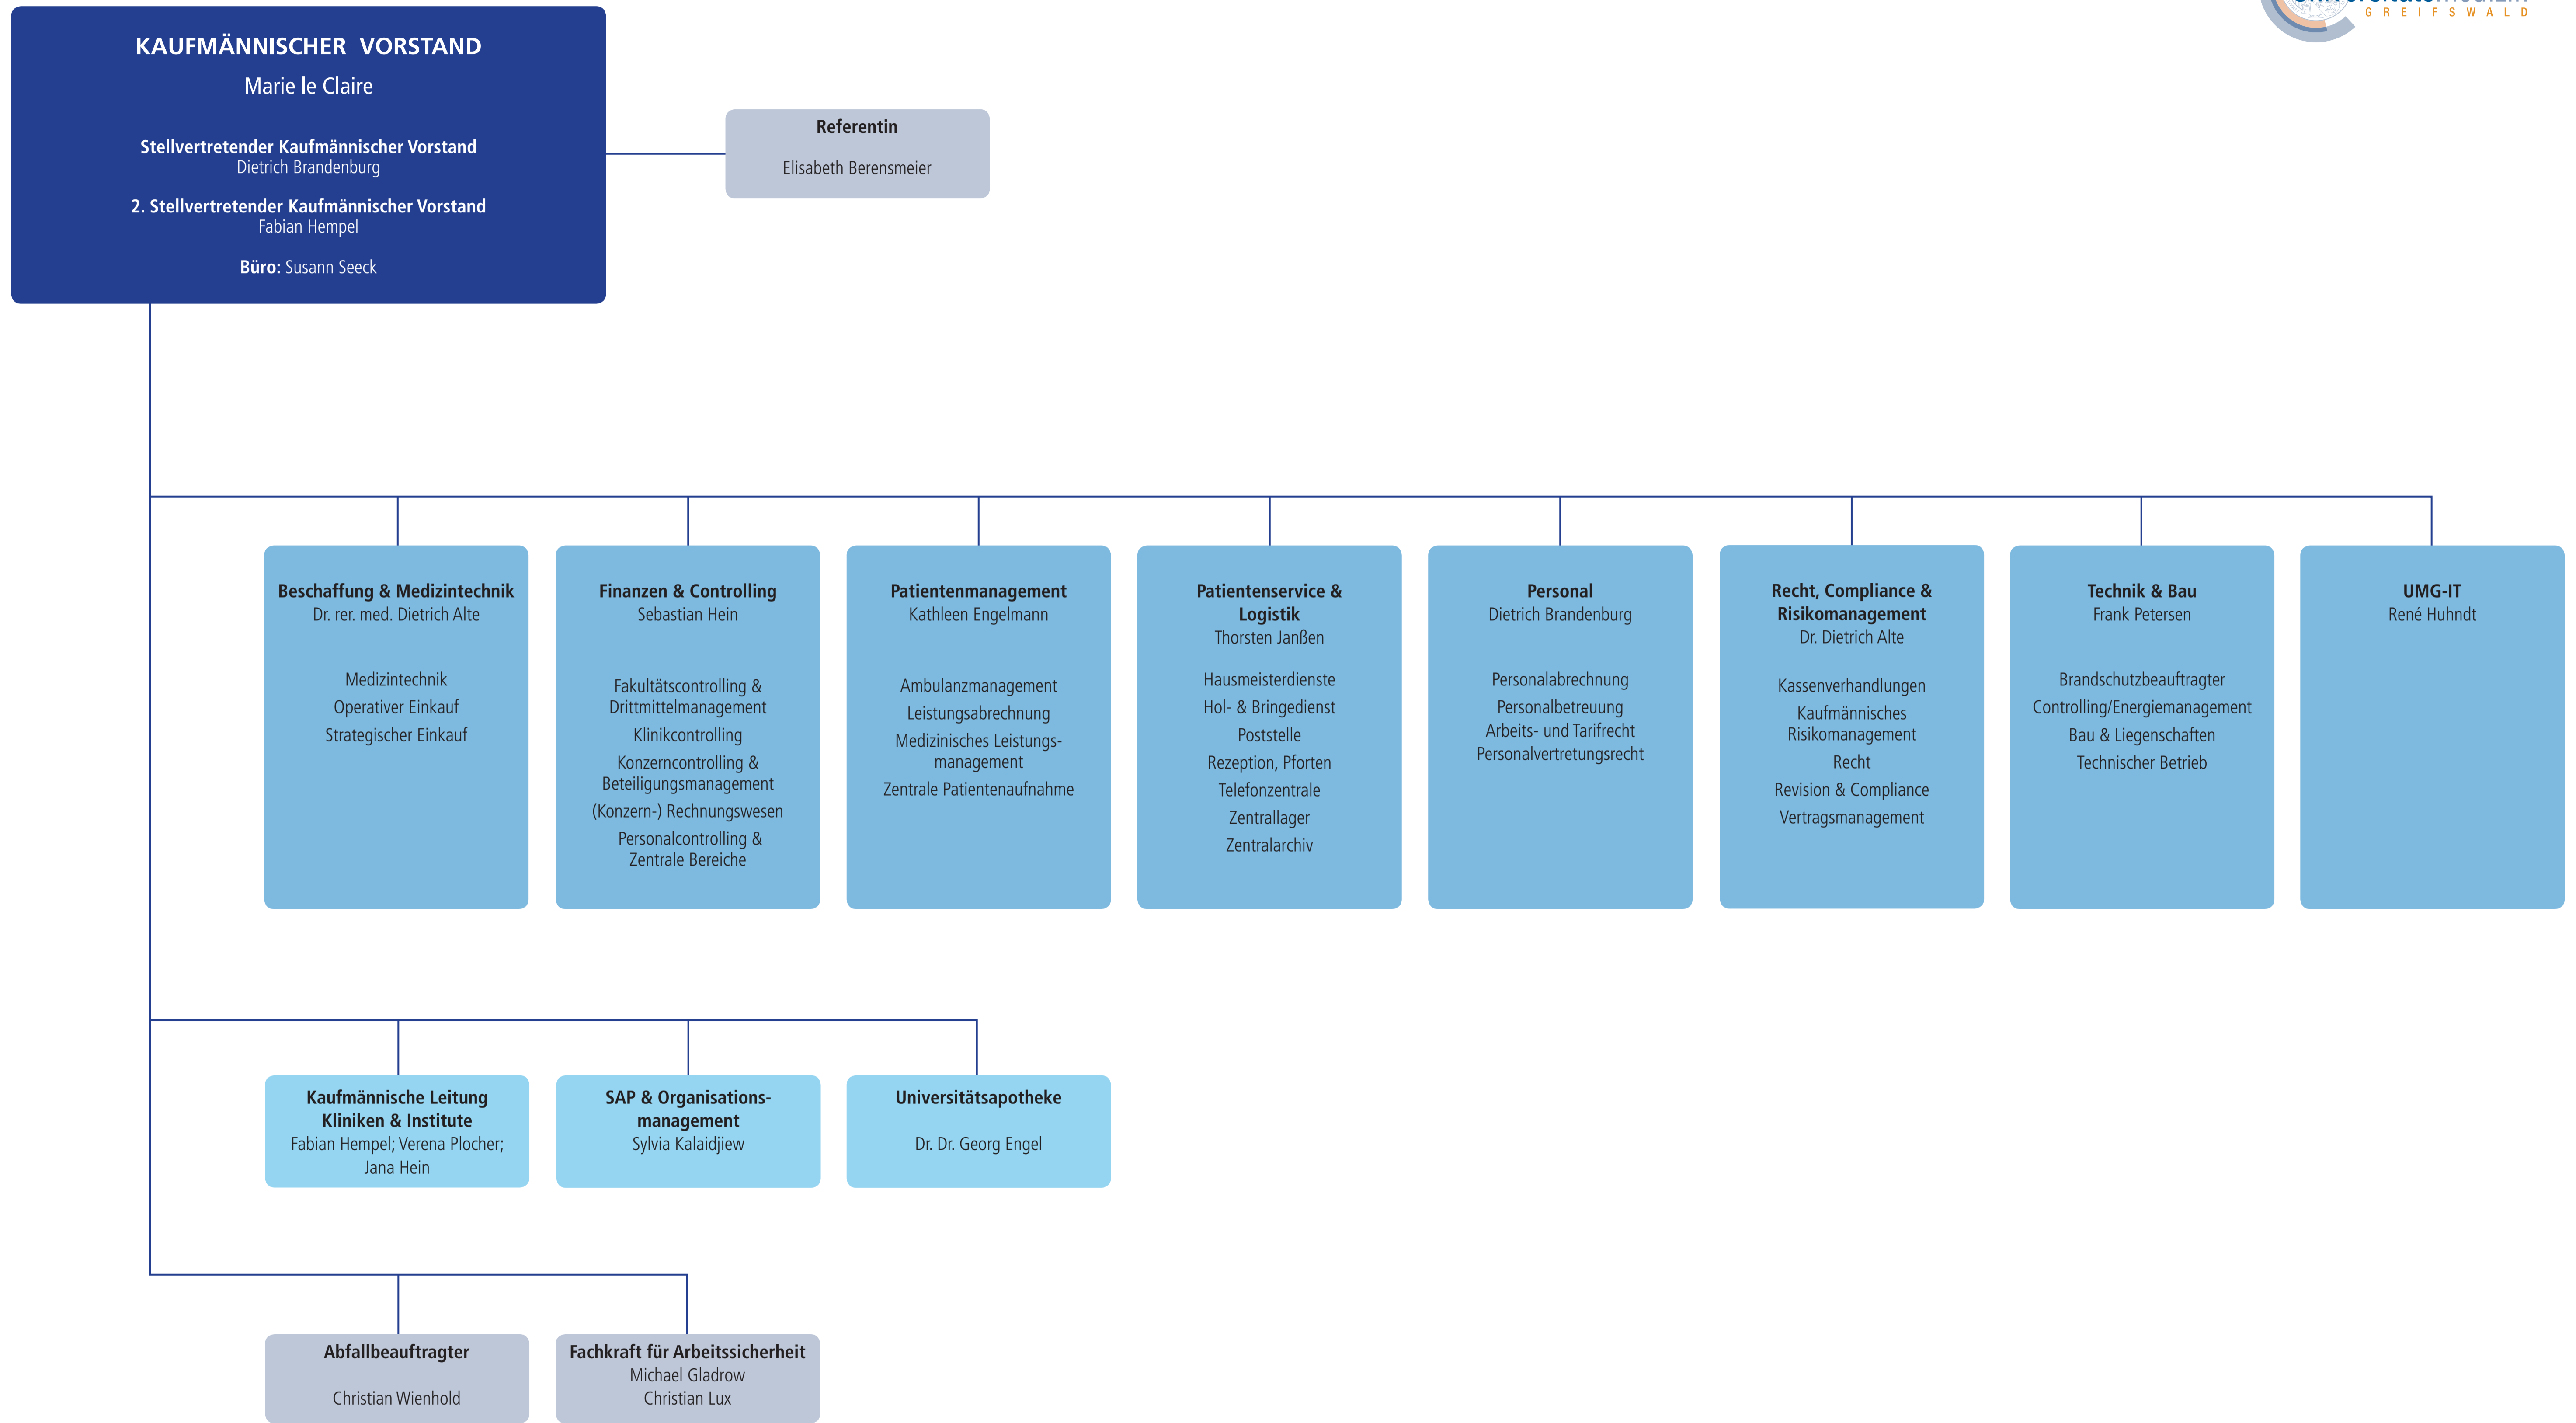 GREIFSWALD
KAUFMÄNNISCHER VORSTAND
Marie le Claire
Stellvertretender Kaufmännischer Vorstand
Dietrich Brandenburg
2. Stellvertretender Kaufmännischer Vorstand
Fabian Hempel
Büro: Susann Seeck
Referentin
Elisabeth Berensmeier
Beschaffung & Medizintechnik
Dr. rer. med. Dietrich Alte
Medizintechnik
Operativer Einkauf
Strategischer Einkauf
Finanzen & Controlling
Sebastian Hein
Fakultätscontrolling &
Drittmittelmanagement
Klinikcontrolling
Konzerncontrolling &
Beteiligungsmanagement
(Konzern-) Rechnungswesen
Personalcontrolling &
Zentrale Bereiche
Patientenmanagement
Kathleen Engelmann
Ambulanzmanagement
Leistungsabrechnung
Medizinisches Leistungs-
management
Zentrale Patientenaufnahme
Patientenservice &
Logistik
Thorsten Janßen
Hausmeisterdienste
Hol- & Bringedienst
Poststelle
Rezeption, Pforten
Telefonzentrale
Zentrallager
Zentralarchiv
Personal
Dietrich Brandenburg
Personalabrechnung
Personalbetreuung
Arbeits- und Tarifrecht
Personalvertretungsrecht
Recht, Compliance &
Risikomanagement
Dr. Dietrich Alte
Kassenverhandlungen
Kaufmännisches
Risikomanagement
Recht
Revision & Compliance
Vertragsmanagement
Technik & Bau
Frank Petersen
Brandschutzbeauftragter
Controlling/Energiemanagement
Bau & Liegenschaften
Technischer Betrieb
UMG-IT
René Huhndt
Kaufmännische Leitung
Kliniken & Institute
Fabian Hempel; Verena Plocher;
Jana Hein
SAP & Organisations-
management
Sylvia Kalaidjiew
Universitätsapotheke
Dr. Dr. Georg Engel
Abfallbeauftragter
Christian Wienhold
Fachkraft für Arbeitssicherheit
Michael Gladrow
Christian Lux